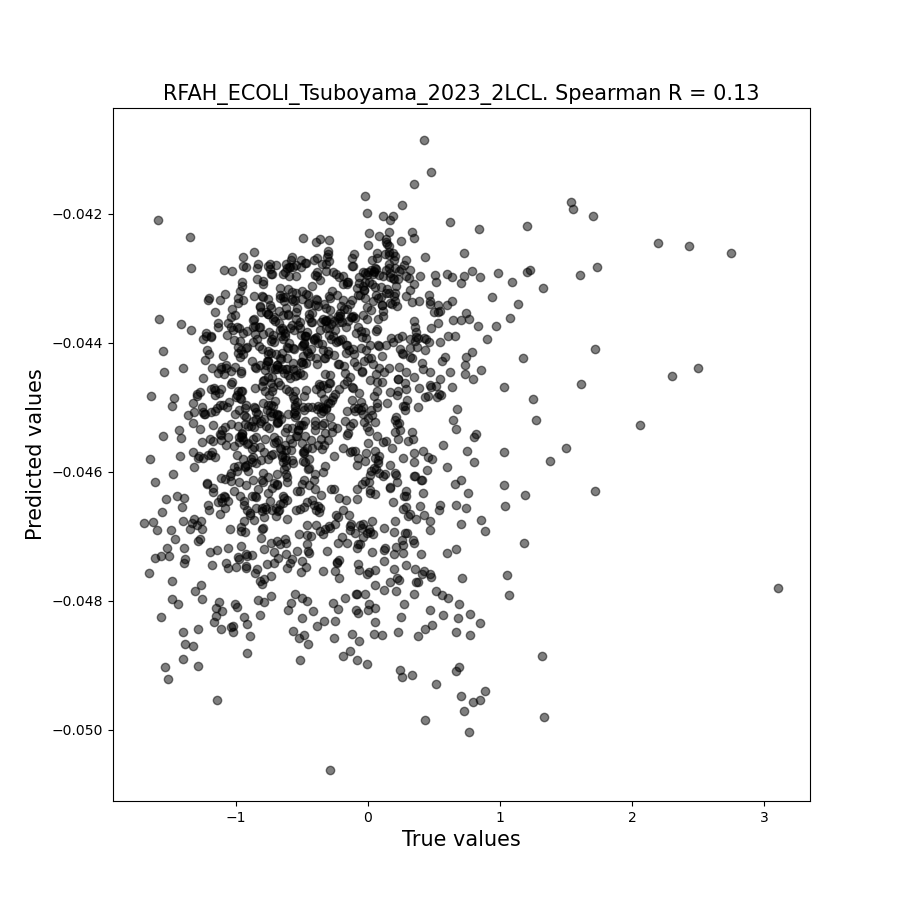 RFAH_ECOLI_Tsuboyama_2023_2LCL. Spearman R = 0.13
−0.042
−0.044
−0.046
−0.048
−0.050
Predicted values
−1 0 1 2 3
True values